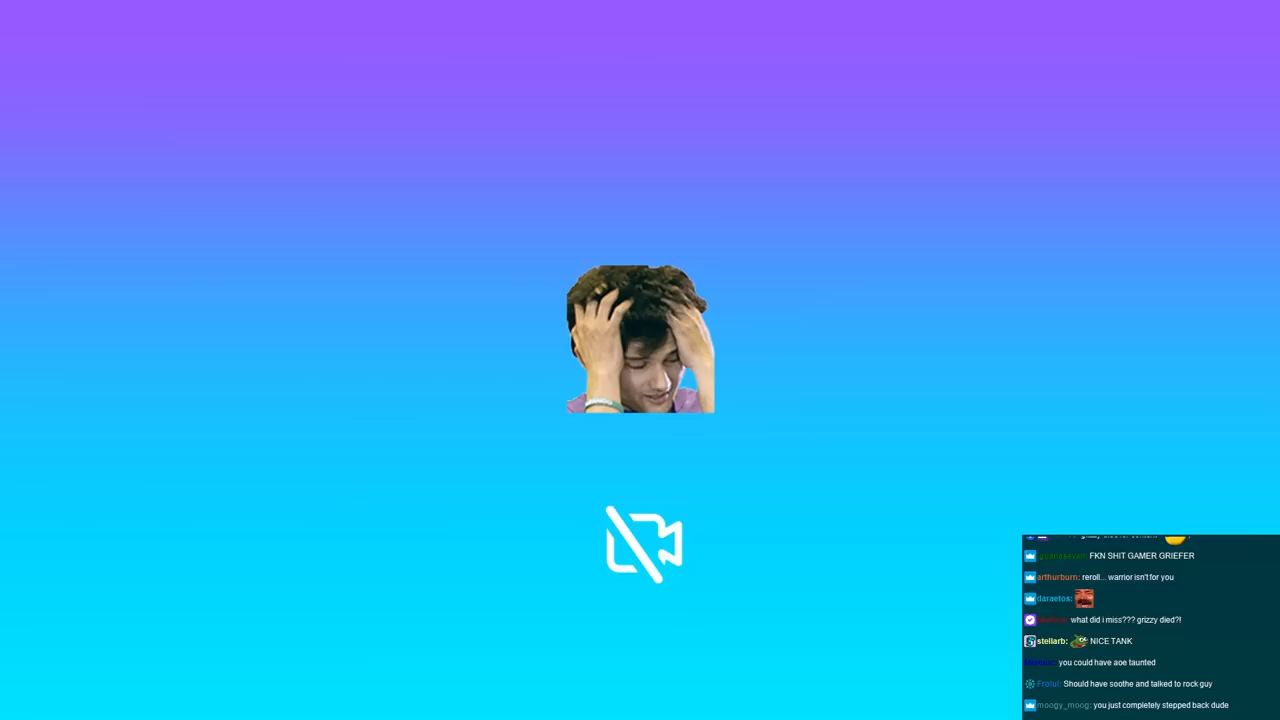 FKN SHIT GAMER GRIEFER
arthurburn: reroll... warrior isn't for you
daraetos:
what did i miss??? grizzy died?!
stellarb: NICE TANK
you could have aoe taunted
Frolul: Should have soothe and talked to rock guy
moogy_moog: you just completely stepped back dude